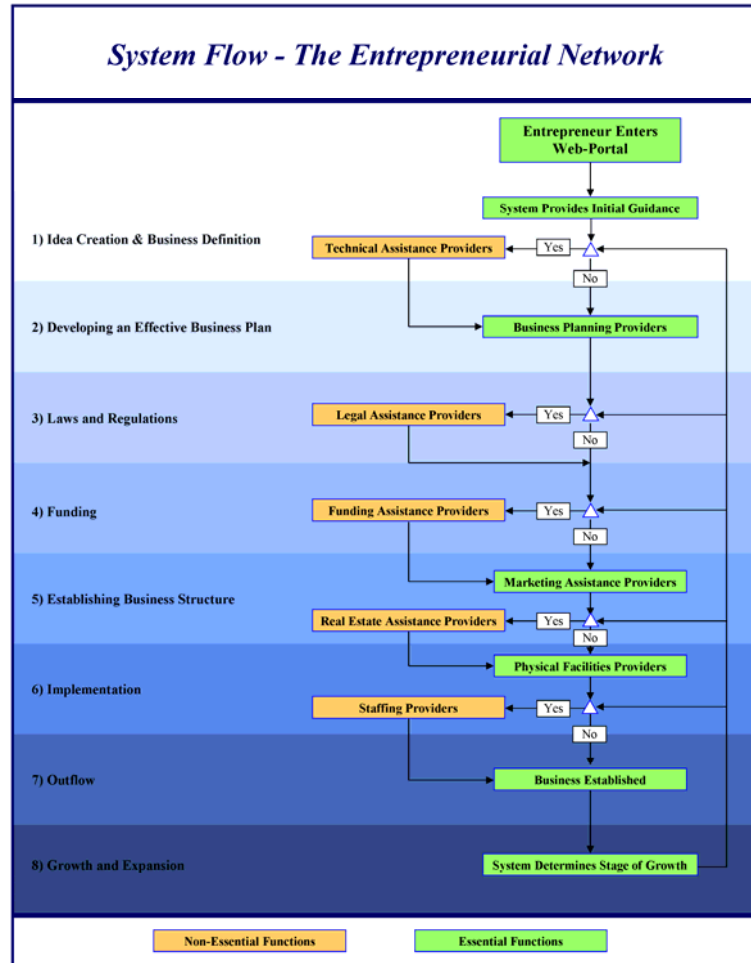 System Flow - The Entrepreneurial Network
Entrepreneur Enters
Web-Portal
System Provides Initial Guidance
1) Idea Creation & Business Definition
Technical Assistance Providers
Yes
No
2) Developing an Effective Business Plan
Business Planning Providers
3) Laws and Regulations
Legal Assistance Providers
Yes
No
4) Funding
Funding Assistance Providers
Yes
No
Marketing Assistance Providers
5) Establishing Business Structure
Real Estate Assistance Providers
Yes
No
Physical Facilities Providers
6) Implementation
Staffing Providers
Yes
No
7) Outflow
Business Established
8) Growth and Expansion
System Determines Stage of Growth
Non-Essential Functions
Essential Functions